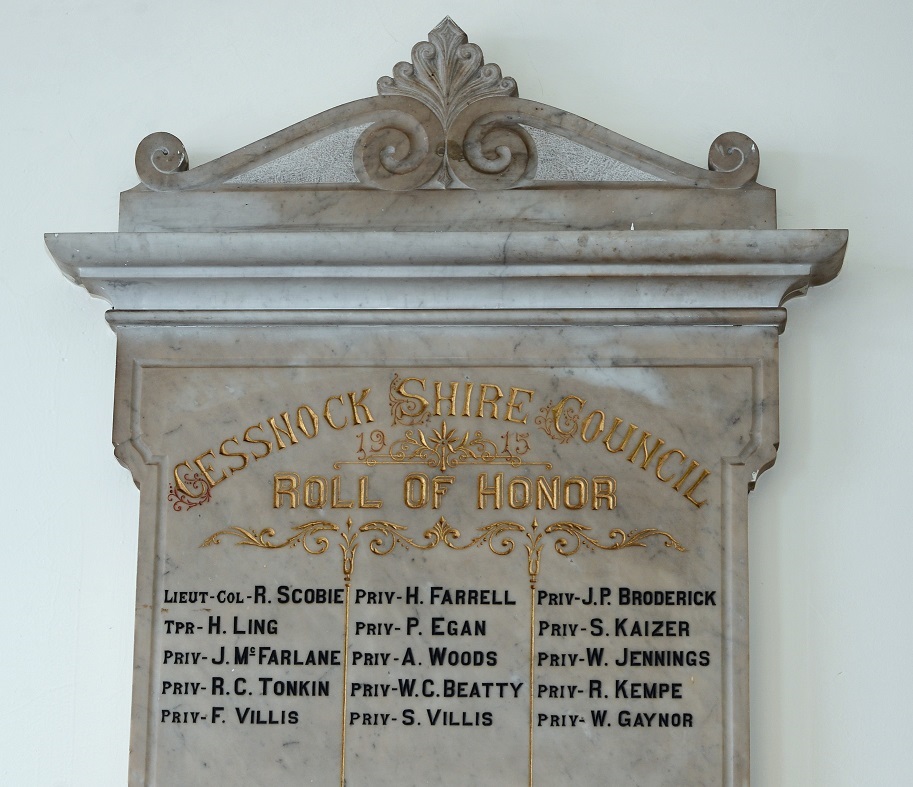 CESSNOCK SHIRE COUNCIL
1915
ROLL OF HONOR
LIEUT-COL-R. SCOBIE
TPR-H. LING
PRIV-J. McFARLANE
PRIV-R.C. TONKIN
PRIV-F. VILLIS
PRIV-H. FARRELL
PRIV-P. EGAN
PRIV-A. WOODS
PRIV-W.C. BEATTY
PRIV-S. VILLIS
PRIV-J.P. BRODERICK
PRIV-S. KAIZER
PRIV-W. JENNINGS
PRIV-R. KEMPE
PRIV-W. GAYNOR